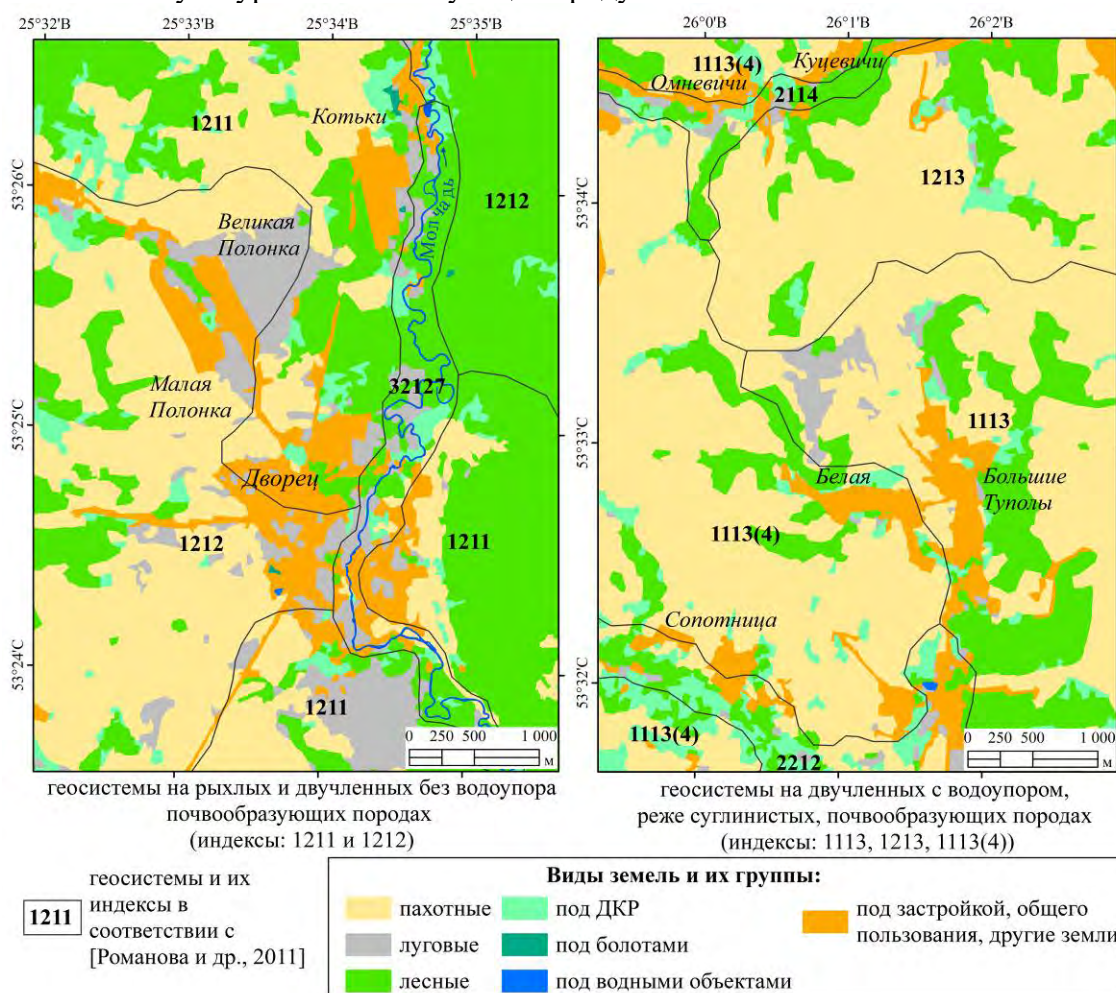 25°32'В
25°33'В
25°34'В
25°35'В
26°0'В
26°1'В
26°2'В
53°26'С
53°25'С
53°24'С
1211
Котьки
1212
Великая
Полонка
Молчадь
Малая
Полонка
32127
Дворец
1212
1211
1211
0 250 500 1 000
м
53°34'С
53°33'С
53°32'С
1113(4)
Куцевичи
Омневичи
2114
1213
1113
Белая
Большие
Туполы
1113(4)
Сопотница
1113(4)
2212
0 250 500 1 000
м
геосистемы на рыхлых и двучленных без водоупора
почвообразующих породах
(индексы: 1211 и 1212)
геосистемы на двучленных с водоупором,
реже суглинистых, почвообразующих породах
(индексы: 1113, 1213, 1113(4))
1211
геосистемы и их
индексы в
соответствии с
[Романова и др., 2011]
Виды земель и их группы:
пахотные
луговые
лесные
под ДКР
под болотами
под водными объектами
под застройкой, общего
пользования, другие земли